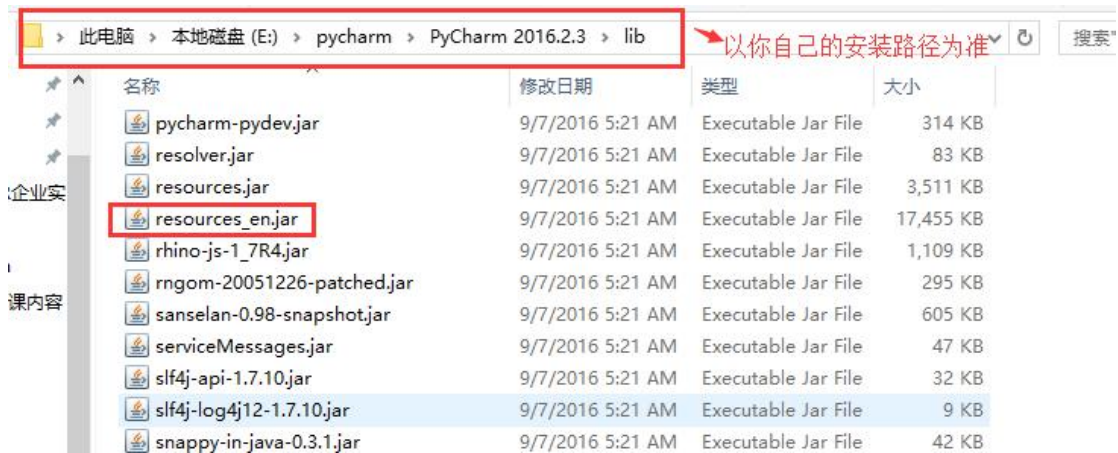 > 此电脑 > 本地磁盘 (E:) > pycharm > PyCharm 2016.2.3 > lib
以你自己的安装路径为准
搜索"
名称 修改日期 类型 大小
pycharm-pydev.jar 9/7/2016 5:21 AM Executable Jar File 314 KB
resolver.jar 9/7/2016 5:21 AM Executable Jar File 83 KB
resources.jar 9/7/2016 5:21 AM Executable Jar File 3,511 KB
resources_en.jar 9/7/2016 5:21 AM Executable Jar File 17,455 KB
rhino-js-1_7R4.jar 9/7/2016 5:21 AM Executable Jar File 1,109 KB
rngom-20051226-patched.jar 9/7/2016 5:21 AM Executable Jar File 295 KB
sanselan-0.98-snapshot.jar 9/7/2016 5:21 AM Executable Jar File 605 KB
serviceMessages.jar 9/7/2016 5:21 AM Executable Jar File 47 KB
slf4j-api-1.7.10.jar 9/7/2016 5:21 AM Executable Jar File 32 KB
slf4j-log4j12-1.7.10.jar 9/7/2016 5:21 AM Executable Jar File 9 KB
snappy-in-java-0.3.1.jar 9/7/2016 5:21 AM Executable Jar File 42 KB
企业实
课内容